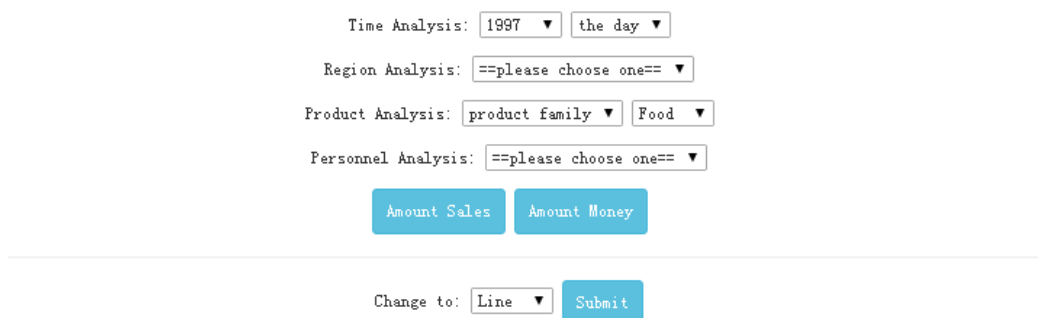 Time Analysis: 1997 ▼ the day ▼
Region Analysis: ==please choose one== ▼
Product Analysis: product family ▼ Food ▼
Personnel Analysis: ==please choose one== ▼
Amount Sales Amount Money
Change to: Line ▼ Submit